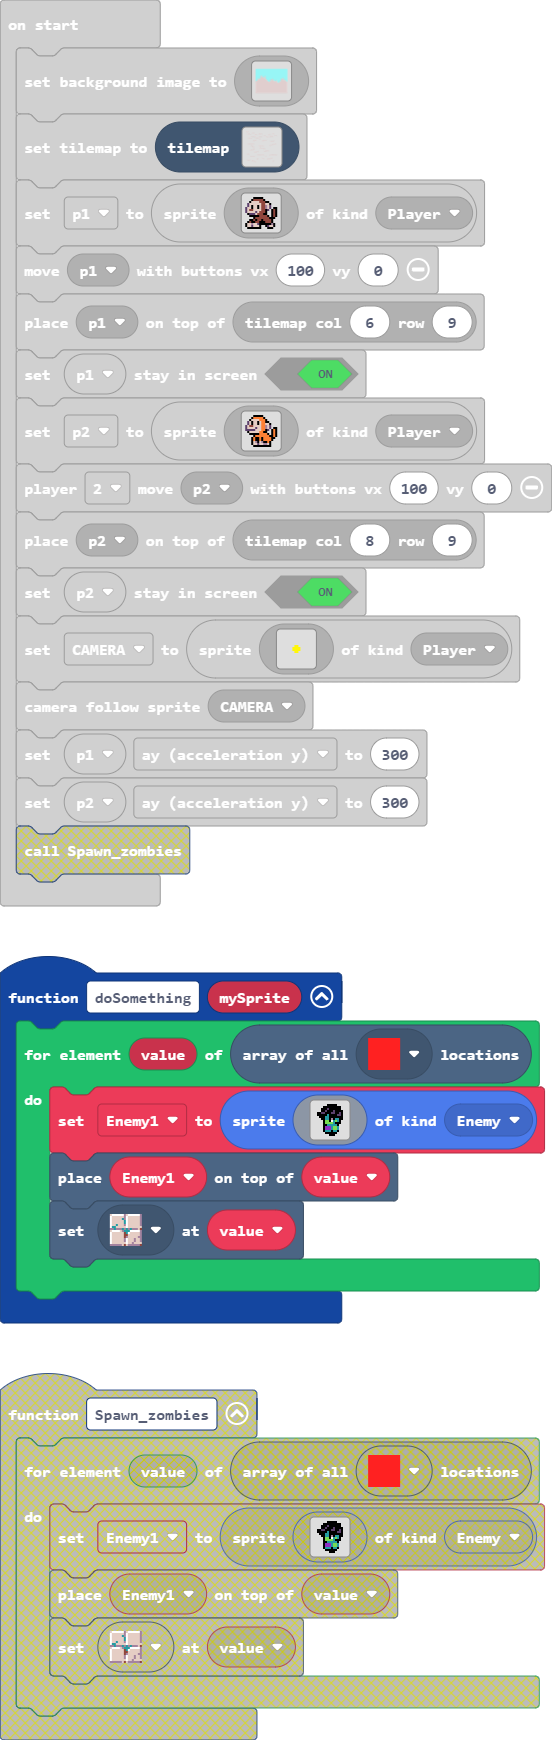 on start
set background image to
set tilemap to tilemap
set p1 to sprite of kind Player
move p1 with buttons vx 100 vy 0
place p1 on top of tilemap col 6 row 9
set p1 stay in screen ON
set p2 to sprite of kind Player
player 2 move p2 with buttons vx 100 vy 0
place p2 on top of tilemap col 8 row 9
set p2 stay in screen ON
set CAMERA to sprite of kind Player
camera follow sprite CAMERA
set p1 ay (acceleration y) to 300
set p2 ay (acceleration y) to 300
call Spawn_zombies
function doSomething mySprite
for element value of array of all locations
do
set Enemy1 to sprite of kind Enemy
place Enemy1 on top of value
set at value
function Spawn_zombies
for element value of array of all locations
do
set Enemy1 to sprite of kind Enemy
place Enemy1 on top of value
set at value